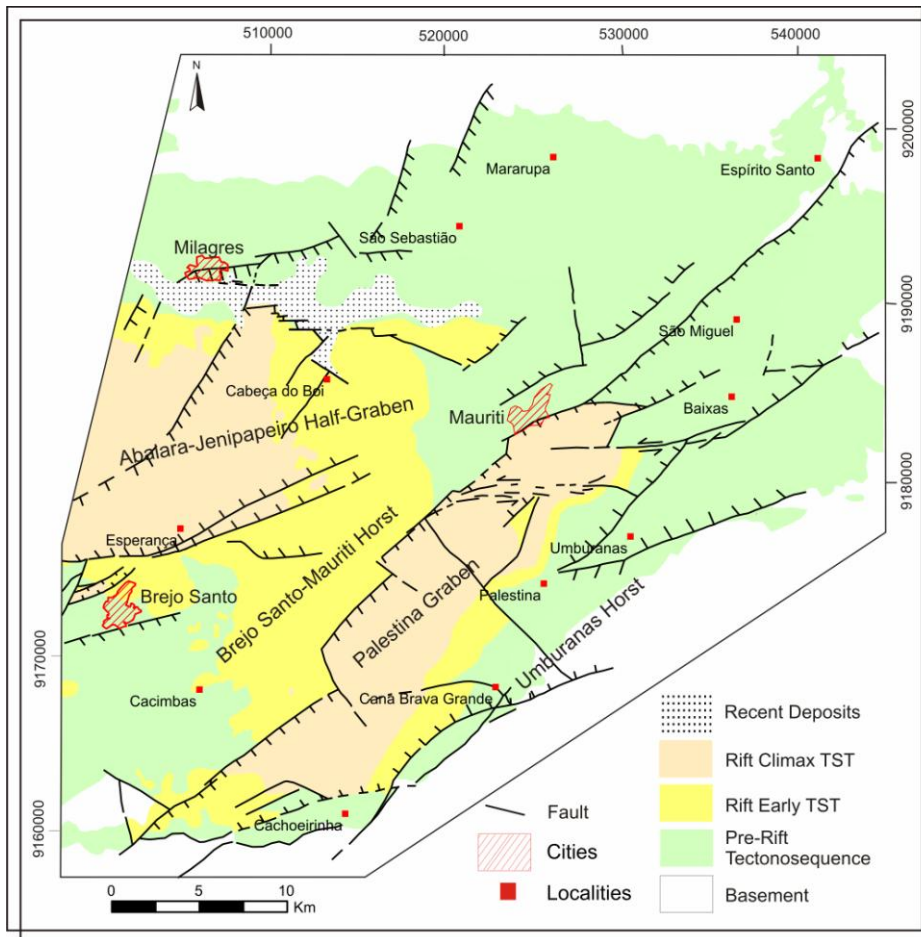 510000
520000
530000
540000
N
9200000
Mararupa
Espírito Santo
São Sebastião
Milagres
9190000
São Miguel
Cabeça do Boi
Mauriti
Baixas
Abalara-Jenipapeiro Half-Graben
9180000
Esperança
Umburanas
Brejo Santo-Mauriti Horst
Brejo Santo
Palestina
Palestina Graben
Umburanas Horst
9170000
Cacimbas
Canã Brava Grande
Recent Deposits
Rift Climax TST
Fault
Rift Early TST
9160000
Cachoeirinha
Cities
Pre-Rift
Tectonosequence
Localities
Basement
0 5 10
Km